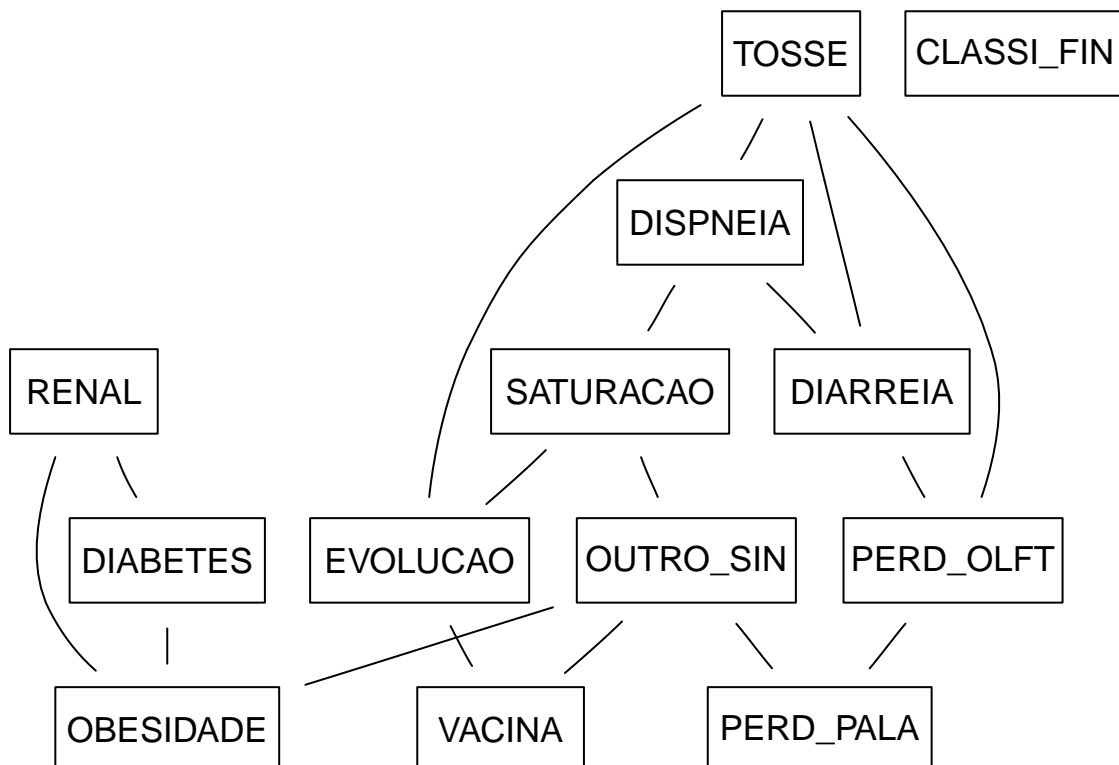 TOSSE
CLASSI_FIN
DISPNEIA
RENAL
SATURACAO
DIARREIA
DIABETES
EVOLUCAO
OUTRO_SIN
PERD_OLFT
OBESIDADE
VACINA
PERD_PALA